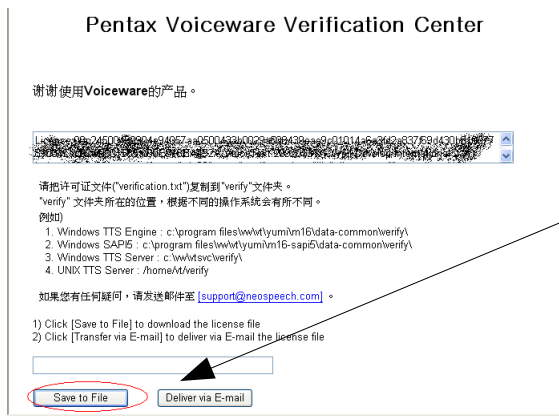 Pentax Voiceware Verification Center
谢谢使用Voiceware的产品。
请把许可证文件("verification.txt")复制到"verify"文件夹。
"verify" 文件夹所在的位置，根据不同的操作系统会有所不同。
例如)
1. Windows TTS Engine : c:\program files\vw\vt\yumi\m16\data-common\verify\
2. Windows SAPI5 : c:\program files\vw\vt\yumi\m16-sapi5\data-common\verify\
3. Windows TTS Server : c:\vw\vtsvc\verify\
4. UNIX TTS Server : /home/vt/verify
如果您有任何疑问，请发送邮件至 [support@neospeech.com] 。
1) Click [Save to File] to download the license file
2) Click [Transfer via E-mail] to deliver via E-mail the license file
Save to File Deliver via E-mail